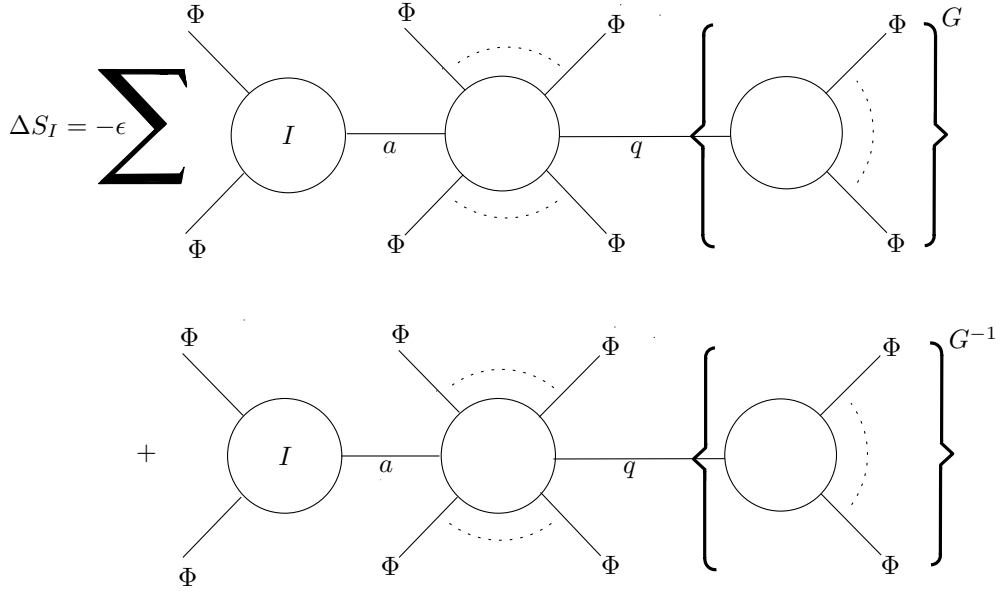 Φ Φ Φ Φ G
ΔS_I = −ϵ ∑ I a q
Φ Φ Φ Φ
Φ Φ Φ Φ G^{−1}
+ I a q
Φ Φ Φ Φ